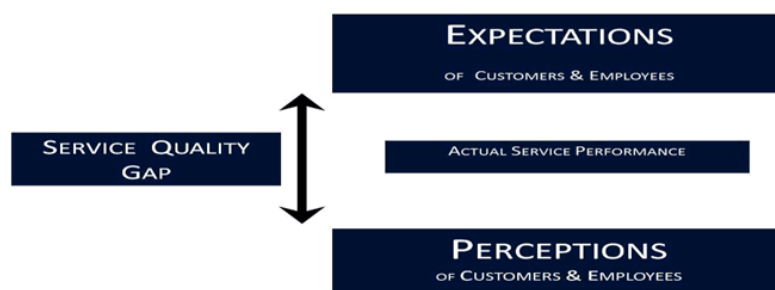 EXPECTATIONS
OF CUSTOMERS & EMPLOYEES
SERVICE QUALITY
GAP
ACTUAL SERVICE PERFORMANCE
PERCEPTIONS
OF CUSTOMERS & EMPLOYEES